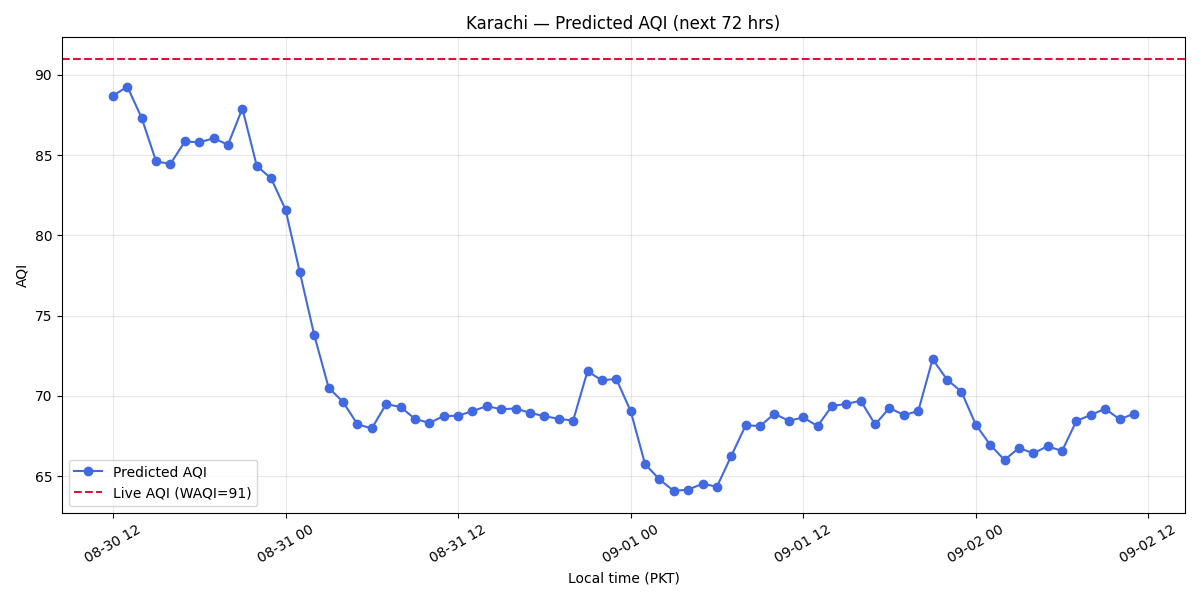 Karachi — Predicted AQI (next 72 hrs)
AQI
90
85
80
75
70
65
Predicted AQI
Live AQI (WAQI=91)
08-30 12
08-31 00
08-31 12
09-01 00
09-01 12
09-02 00
09-02 12
Local time (PKT)